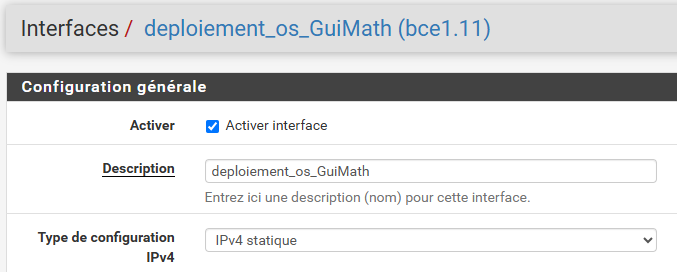 Interfaces / deploiement_os_GuiMath (bce1.11)
Configuration générale
Activer Activer interface
Description deploiement_os_GuiMath
Entrez ici une description (nom) pour cette interface.
Type de configuration IPv4 statique
IPv4